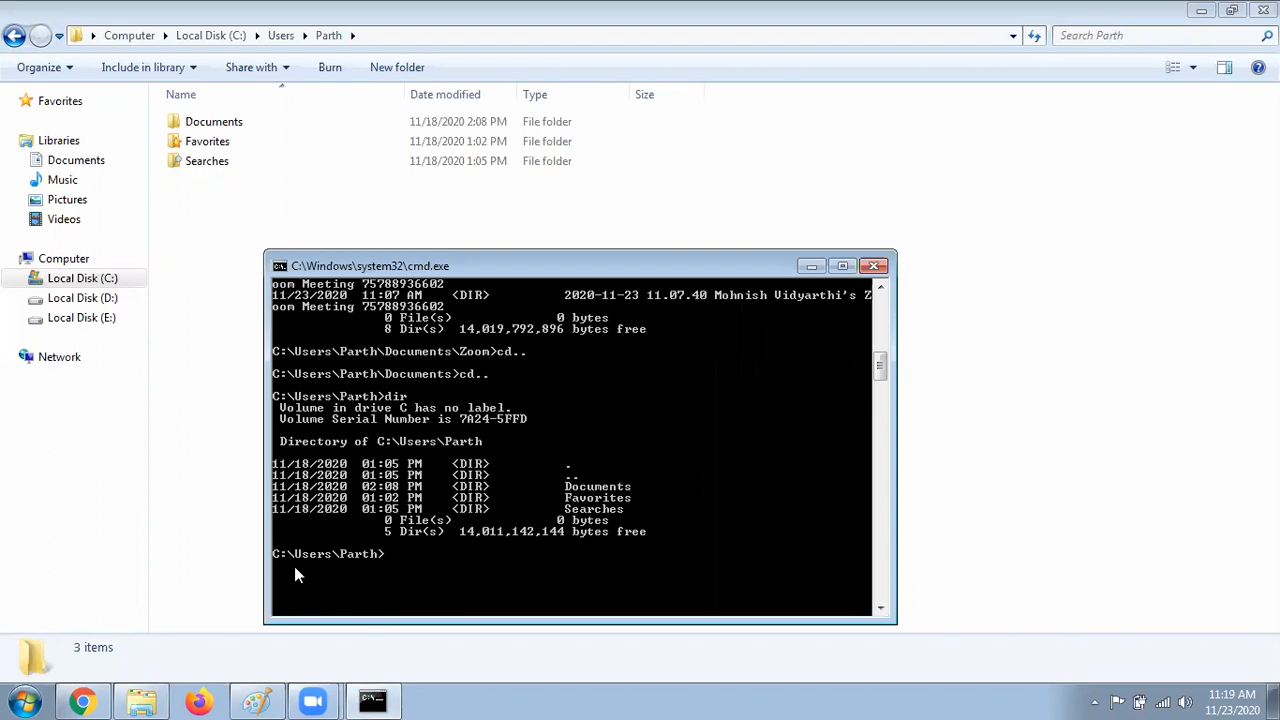 Computer Local Disk (C:) Users Parth
Search Parth
Organize Include in library Share with Burn New folder
Name Date modified Type Size
Favorites
Libraries
Documents
Music
Pictures
Videos
Computer
Local Disk (C:)
Local Disk (D:)
Local Disk (E:)
Network
Documents 11/18/2020 2:08 PM File folder
Favorites 11/18/2020 1:02 PM File folder
Searches 11/18/2020 1:05 PM File folder
C:\Windows\system32\cmd.exe
oom Meeting 75788936602
11/23/2020 11:07 AM <DIR> 2020-11-23 11.07.40 Mohnish Vidyarthi's Z
oom Meeting 75788936602
0 File(s) 0 bytes
8 Dir(s) 14,019,792,896 bytes free
C:\Users\Parth\Documents\Zoom>cd..
C:\Users\Parth\Documents>cd..
C:\Users\Parth>dir
Volume in drive C has no label.
Volume Serial Number is 7A24-5FFD
Directory of C:\Users\Parth
11/18/2020 01:05 PM <DIR> .
11/18/2020 01:05 PM <DIR> ..
11/18/2020 02:08 PM <DIR> Documents
11/18/2020 01:02 PM <DIR> Favorites
11/18/2020 01:05 PM <DIR> Searches
0 File(s) 0 bytes
5 Dir(s) 14,011,142,144 bytes free
C:\Users\Parth>
3 items
11:19 AM
11/23/2020